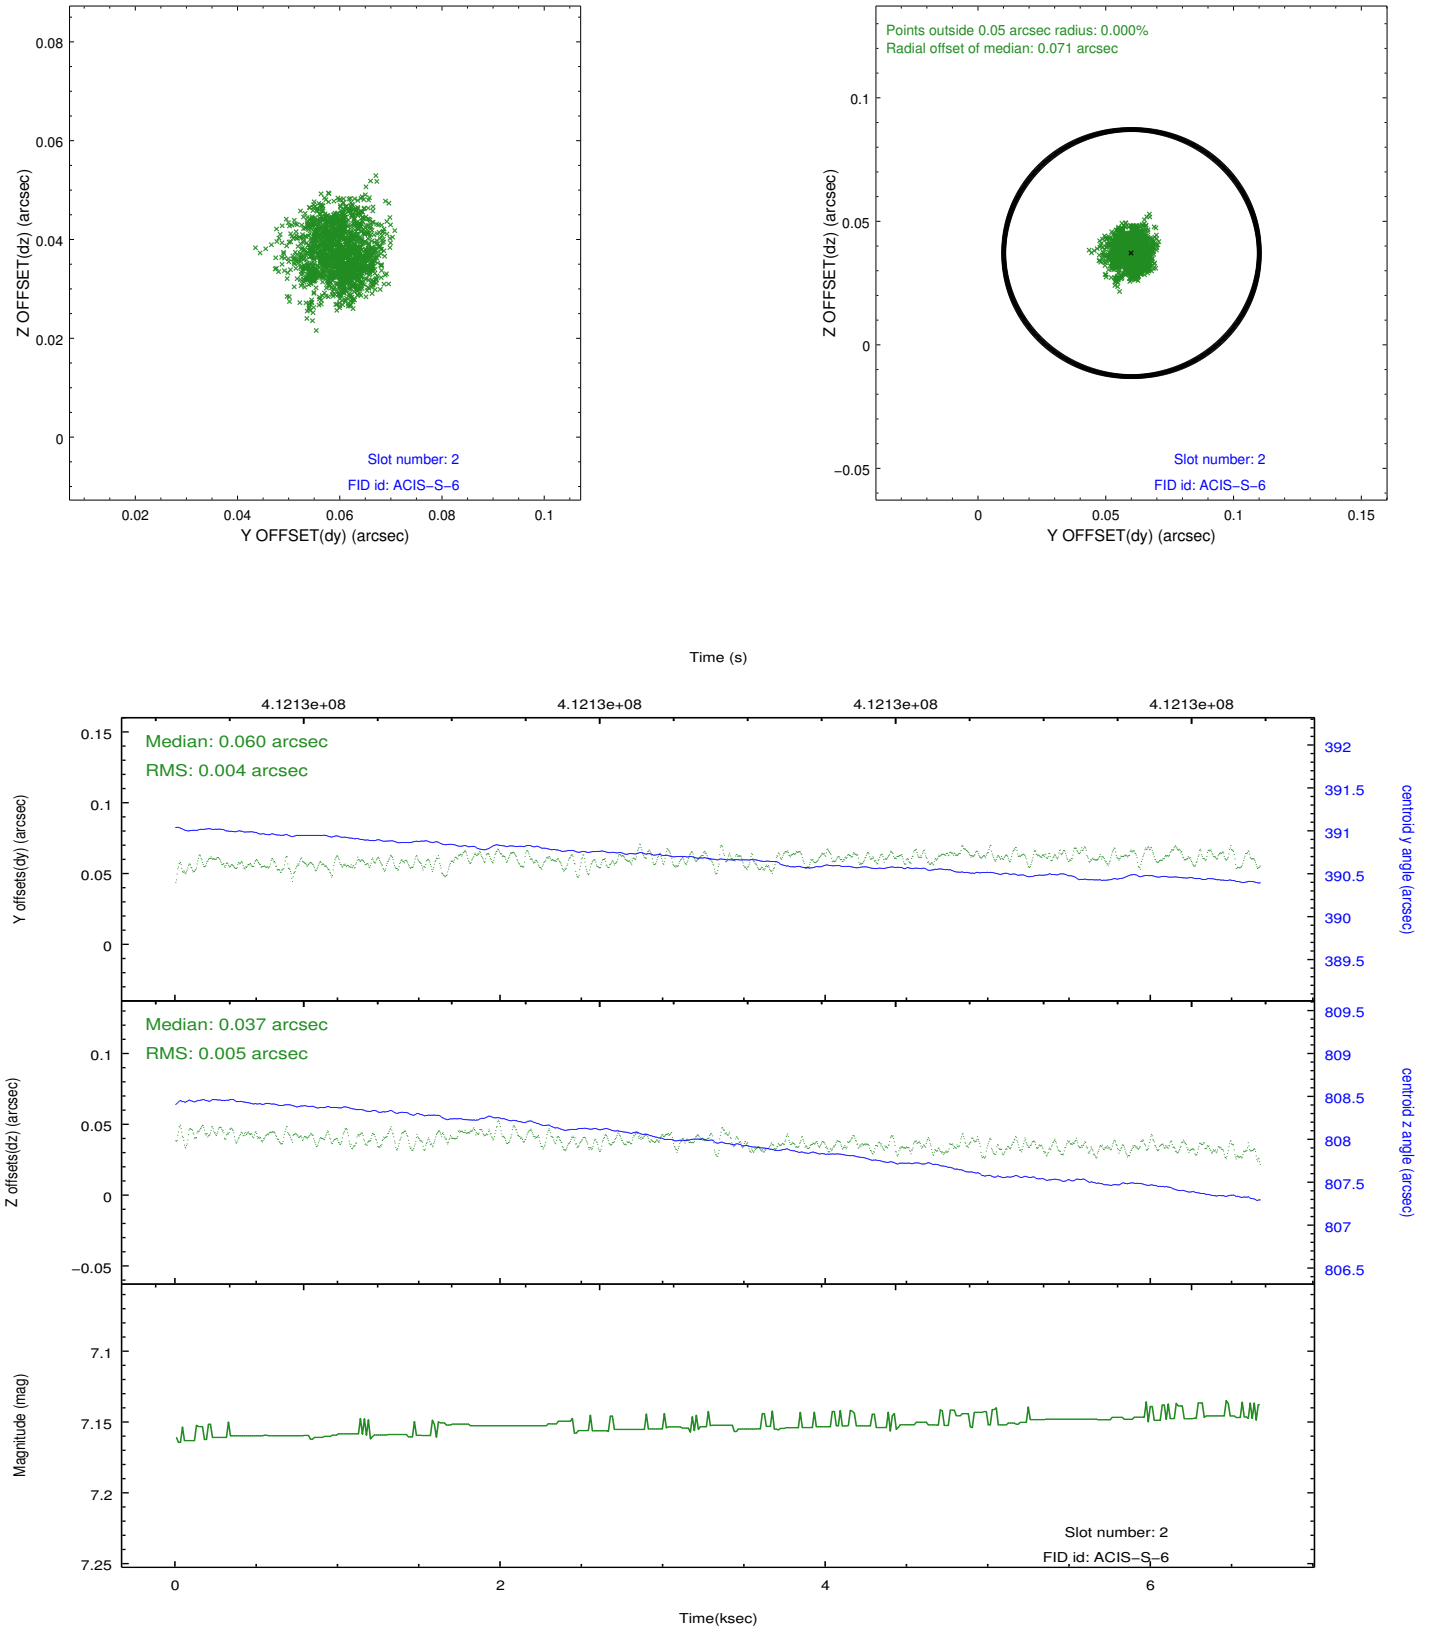 0.08
0.06
0.04
0.02
0
Z OFFSET(dz) (arcsec)
Slot number: 2
FID id: ACIS−S−6
0.02 0.04 0.06 0.08 0.1
Y OFFSET(dy) (arcsec)
Points outside 0.05 arcsec radius: 0.000%
Radial offset of median: 0.071 arcsec
0.1
0.05
0
−0.05
Z OFFSET(dz) (arcsec)
Slot number: 2
FID id: ACIS−S−6
0 0.05 0.1 0.15
Y OFFSET(dy) (arcsec)
Time (s)
4.1213e+08 4.1213e+08 4.1213e+08 4.1213e+08
Median: 0.060 arcsec
RMS: 0.004 arcsec
0.15
0.1
0.05
0
Y offsets(dy) (arcsec)
392
391.5
391
390.5
390
389.5
centroid y angle (arcsec)
Median: 0.037 arcsec
RMS: 0.005 arcsec
0.1
0.05
0
−0.05
Z offsets(dz) (arcsec)
809.5
809
808.5
808
807.5
807
806.5
centroid z angle (arcsec)
7.1
7.15
7.2
7.25
Magnitude (mag)
Slot number: 2
FID id: ACIS−S−6
0 2 4 6
Time(ksec)